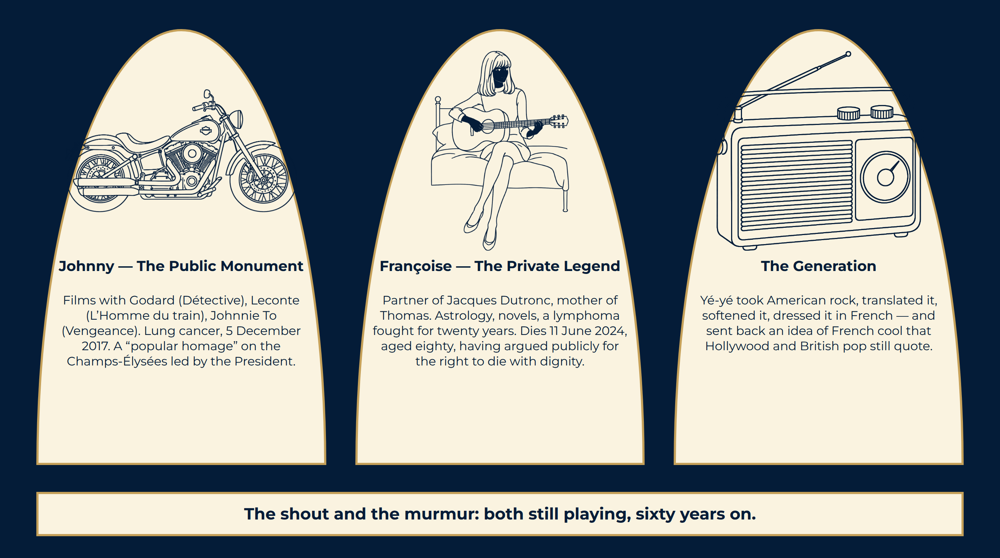 Johnny — The Public Monument
Films with Godard (Détective), Leconte
(L’Homme du train), Johnnie To
(Vengeance). Lung cancer, 5 December
2017. A “popular homage” on the
Champs-Élysées led by the President.
Françoise — The Private Legend
Partner of Jacques Dutronc, mother of
Thomas. Astrology, novels, a lymphoma
fought for twenty years. Dies 11 June 2024,
aged eighty, having argued publicly for
the right to die with dignity.
The Generation
Yé-yé took American rock, translated it,
softened it, dressed it in French — and
sent back an idea of French cool that
Hollywood and British pop still quote.
The shout and the murmur: both still playing, sixty years on.